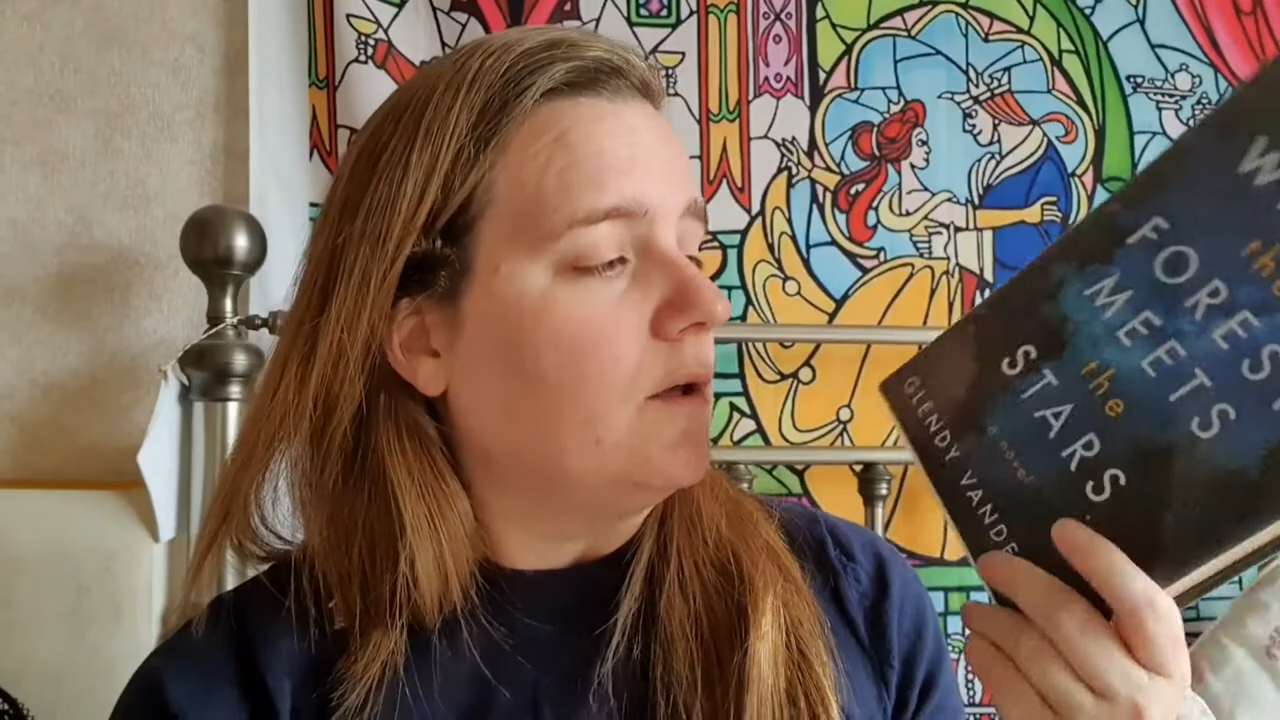 W
the
FOREST
MEETS
the
STARS
a novel
GLENDY VANDE